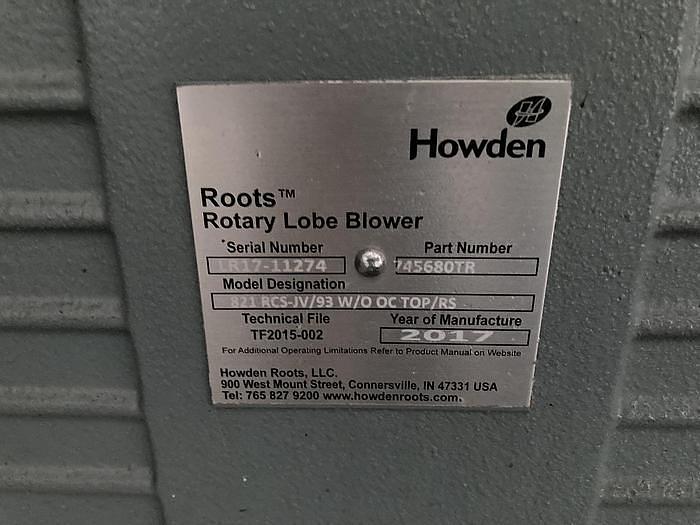 Howden
Roots™
Rotary Lobe Blower
Serial Number Part Number
LR17-11274 745680TR
Model Designation
821 RCS-JV/93 W/O OC TOP/RS
Technical File Year of Manufacture
TF2015-002 2017
For Additional Operating Limitations Refer to Product Manual on Website
Howden Roots, LLC.
900 West Mount Street, Connersville, IN 47331 USA
Tel: 765 827 9200 www.howdenroots.com.